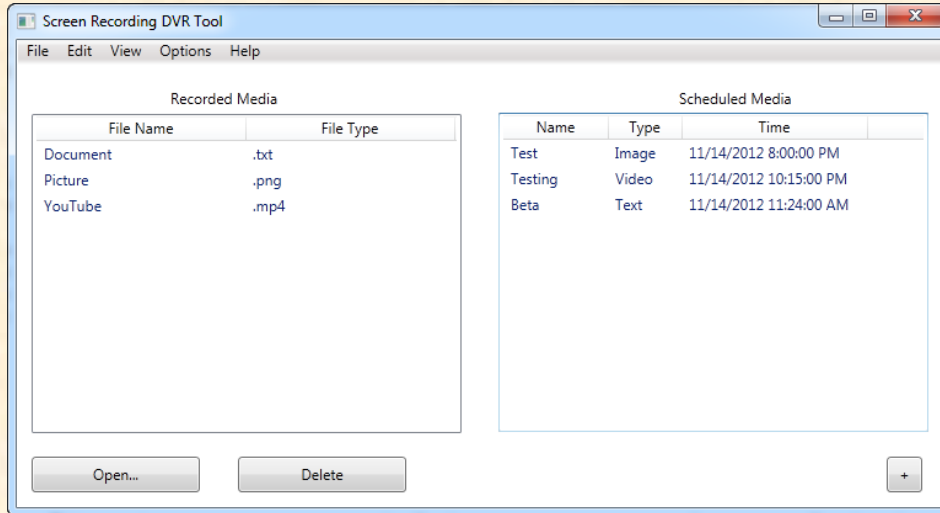 Screen Recording DVR Tool
File Edit View Options Help
Recorded Media
File Name File Type
Document .txt
Picture .png
YouTube .mp4
Open... Delete
Scheduled Media
Name Type Time
Test Image 11/14/2012 8:00:00 PM
Testing Video 11/14/2012 10:15:00 PM
Beta Text 11/14/2012 11:24:00 AM
+